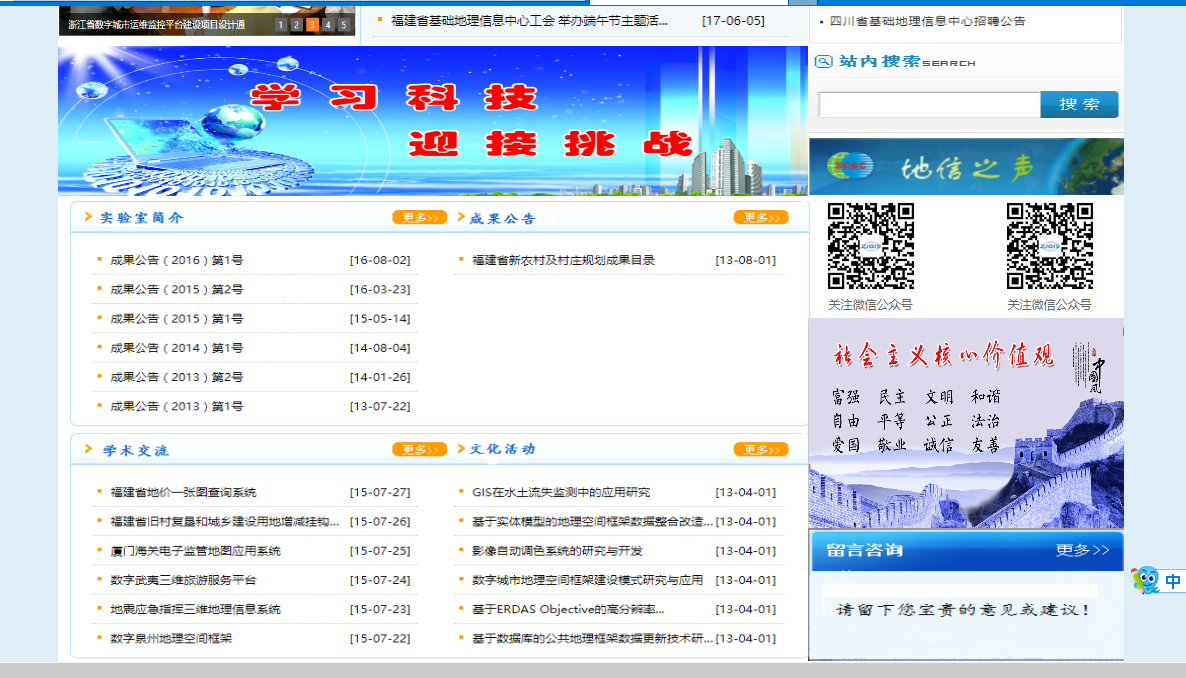 浙江省数字城市运维监控平台建设项目设计通
1 2 3 4 5
福建省基础地理信息中心工会 举办端午节主题活... [17-06-05]
四川省基础地理信息中心招聘公告
站内搜索SEARCH
搜索
学习科技
迎接挑战
地信之声
关注微信公众号
关注微信公众号
实验室简介 更多>>
成果公告（2016）第1号 [16-08-02]
成果公告（2015）第2号 [16-03-23]
成果公告（2015）第1号 [15-05-14]
成果公告（2014）第1号 [14-08-04]
成果公告（2013）第2号 [14-01-26]
成果公告（2013）第1号 [13-07-22]
成果公告 更多>>
福建省新农村及村庄规划成果目录 [13-08-01]
学术交流 更多>>
福建省地价一张图查询系统 [15-07-27]
福建省旧村复垦和城乡建设用地增减挂钩... [15-07-26]
厦门海关电子监管地图应用系统 [15-07-25]
数字武夷三维旅游服务平台 [15-07-24]
地震应急指挥三维地理信息系统 [15-07-23]
数字泉州地理空间框架 [15-07-22]
文化活动 更多>>
GIS在水土流失监测中的应用研究 [13-04-01]
基于实体模型的地理空间框架数据整合改造... [13-04-01]
影像自动调色系统的研究与开发 [13-04-01]
数字城市地理空间框架建设模式研究与应用 [13-04-01]
基于ERDAS Objective的高分辨率... [13-04-01]
基于数据库的公共地理框架数据更新技术研... [13-04-01]
社会主义核心价值观
中国风
富强 民主 文明 和谐
自由 平等 公正 法治
爱国 敬业 诚信 友善
留言咨询 更多>>
请留下您宝贵的意见或建议！
中